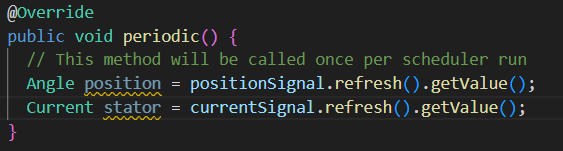 @Override
public void periodic() {
  // This method will be called once per scheduler run
  Angle position = positionSignal.refresh().getValue();
  Current stator = currentSignal.refresh().getValue();
}